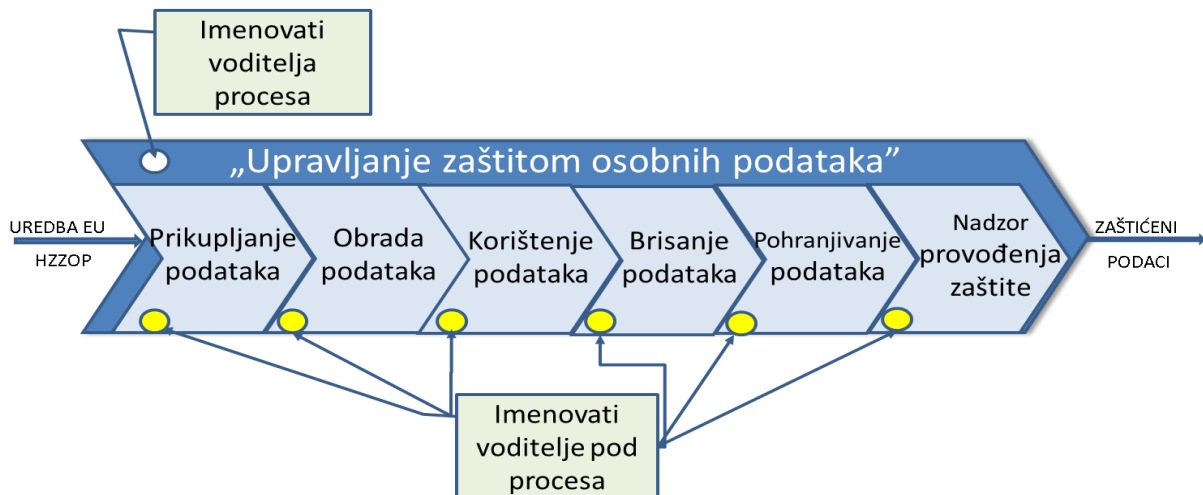 Imenovati
voditelja
procesa
„Upravljanje zaštitom osobnih podataka”
UREDBA EU
HZZOP
Prikupljanje
podataka
Obrada
podataka
Korištenje
podataka
Brisanje
podataka
Pohranjivanje
podataka
Nadzor
provođenja
zaštite
ZAŠTIĆENI
PODACI
Imenovati
voditelje pod
procesa